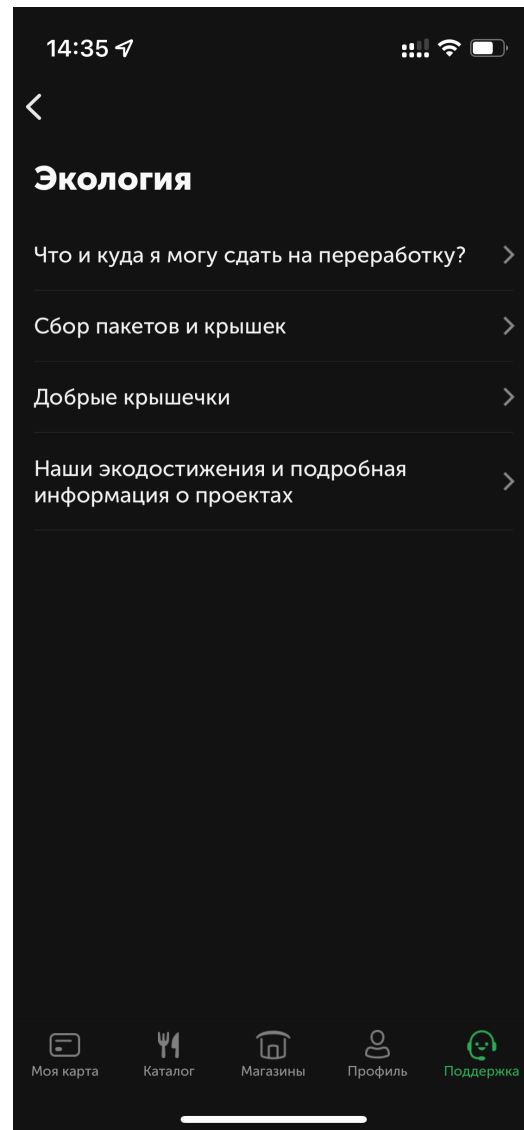 14:35
Экология
Что и куда я могу сдать на переработку?
Сбор пакетов и крышек
Добрые крышечки
Наши экодостижения и подробная
информация о проектах
Моя карта
Каталог
Магазины
Профиль
Поддержка